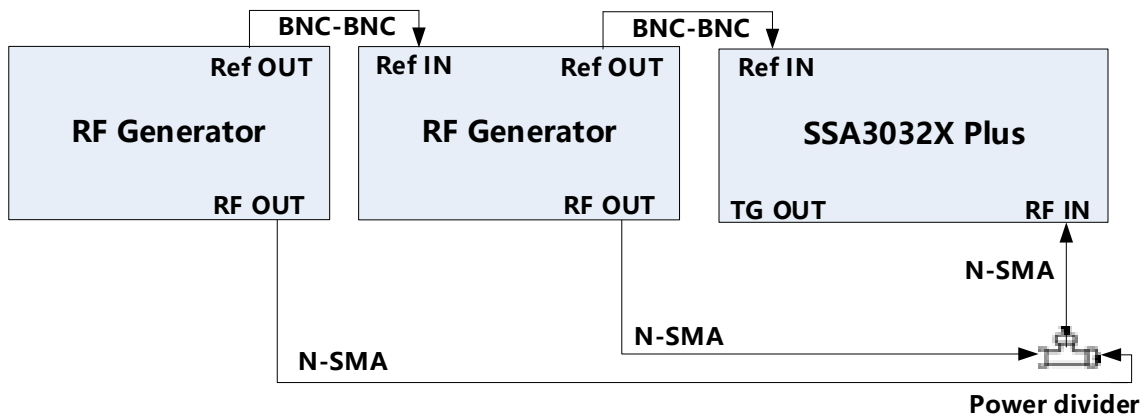 BNC-BNC
BNC-BNC
Ref OUT
Ref IN
Ref OUT
Ref IN
RF Generator
RF Generator
SSA3032X Plus
RF OUT
RF OUT
TG OUT
RF IN
N-SMA
N-SMA
N-SMA
Power divider